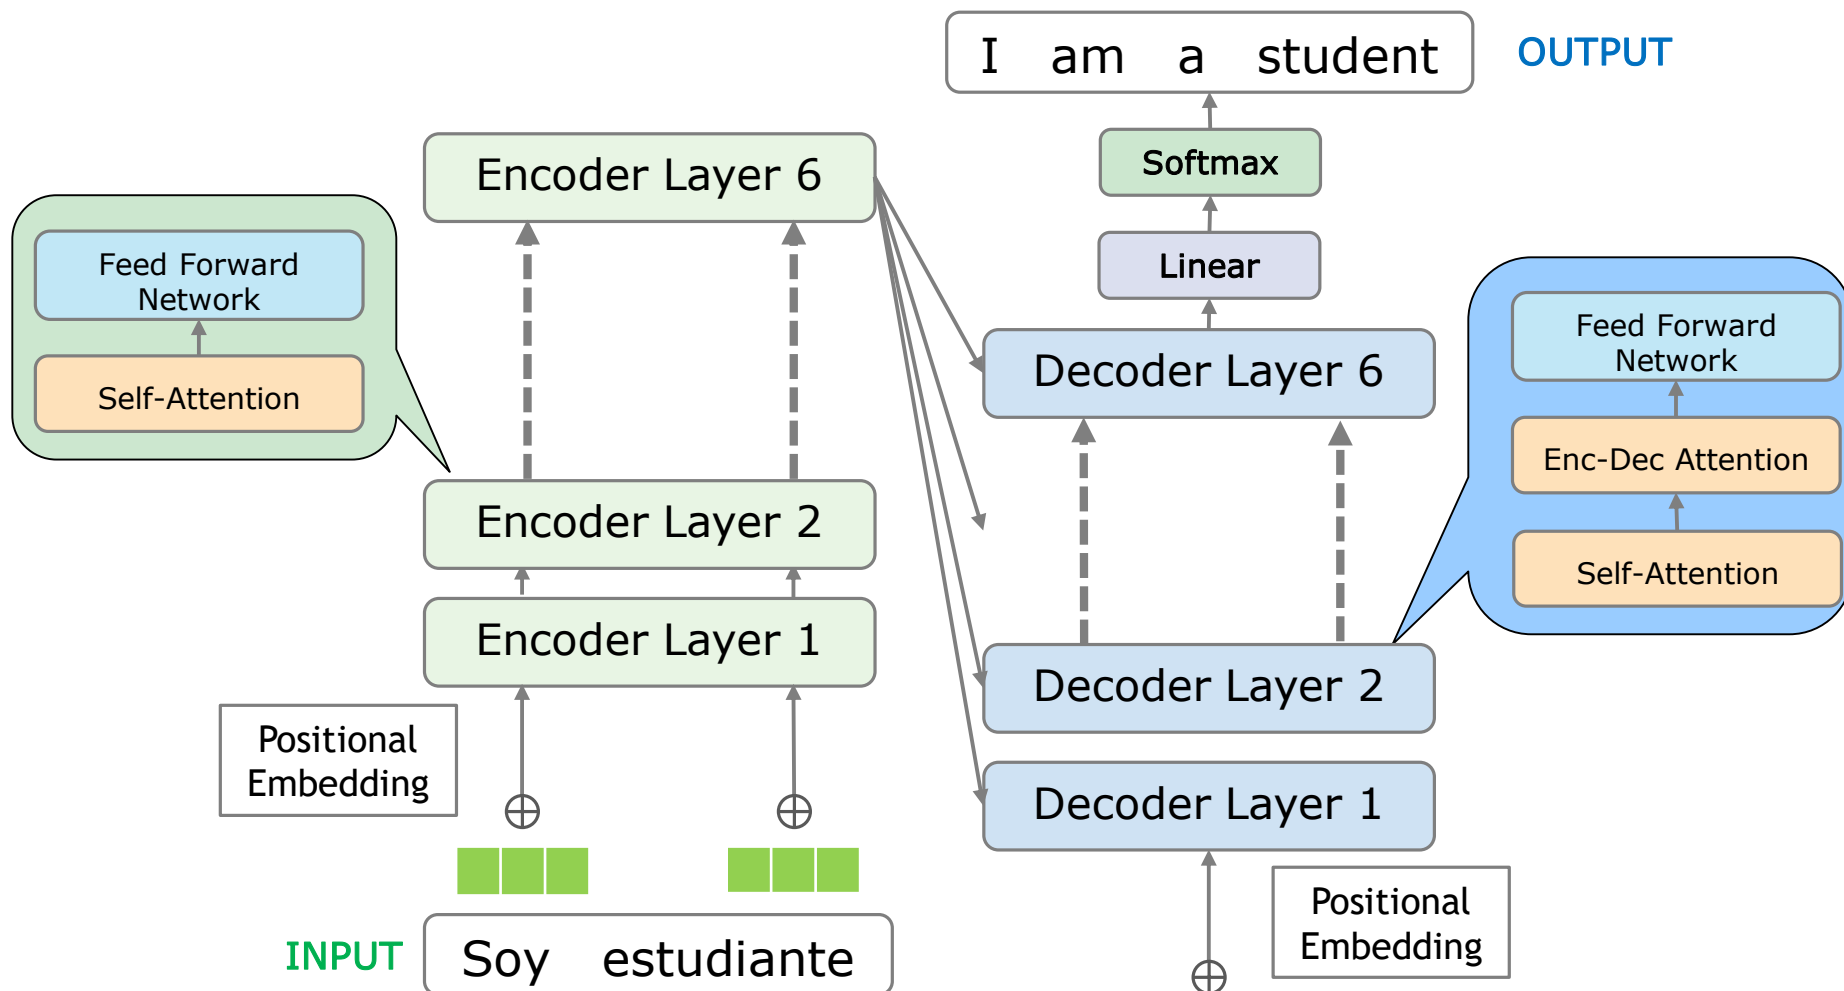 I am a student
OUTPUT
Softmax
Linear
Encoder Layer 6
Feed Forward
Network
Self-Attention
Encoder Layer 2
Encoder Layer 1
Positional
Embedding
INPUT
Soy estudiante
Decoder Layer 6
Feed Forward
Network
Enc-Dec Attention
Self-Attention
Decoder Layer 2
Decoder Layer 1
Positional
Embedding